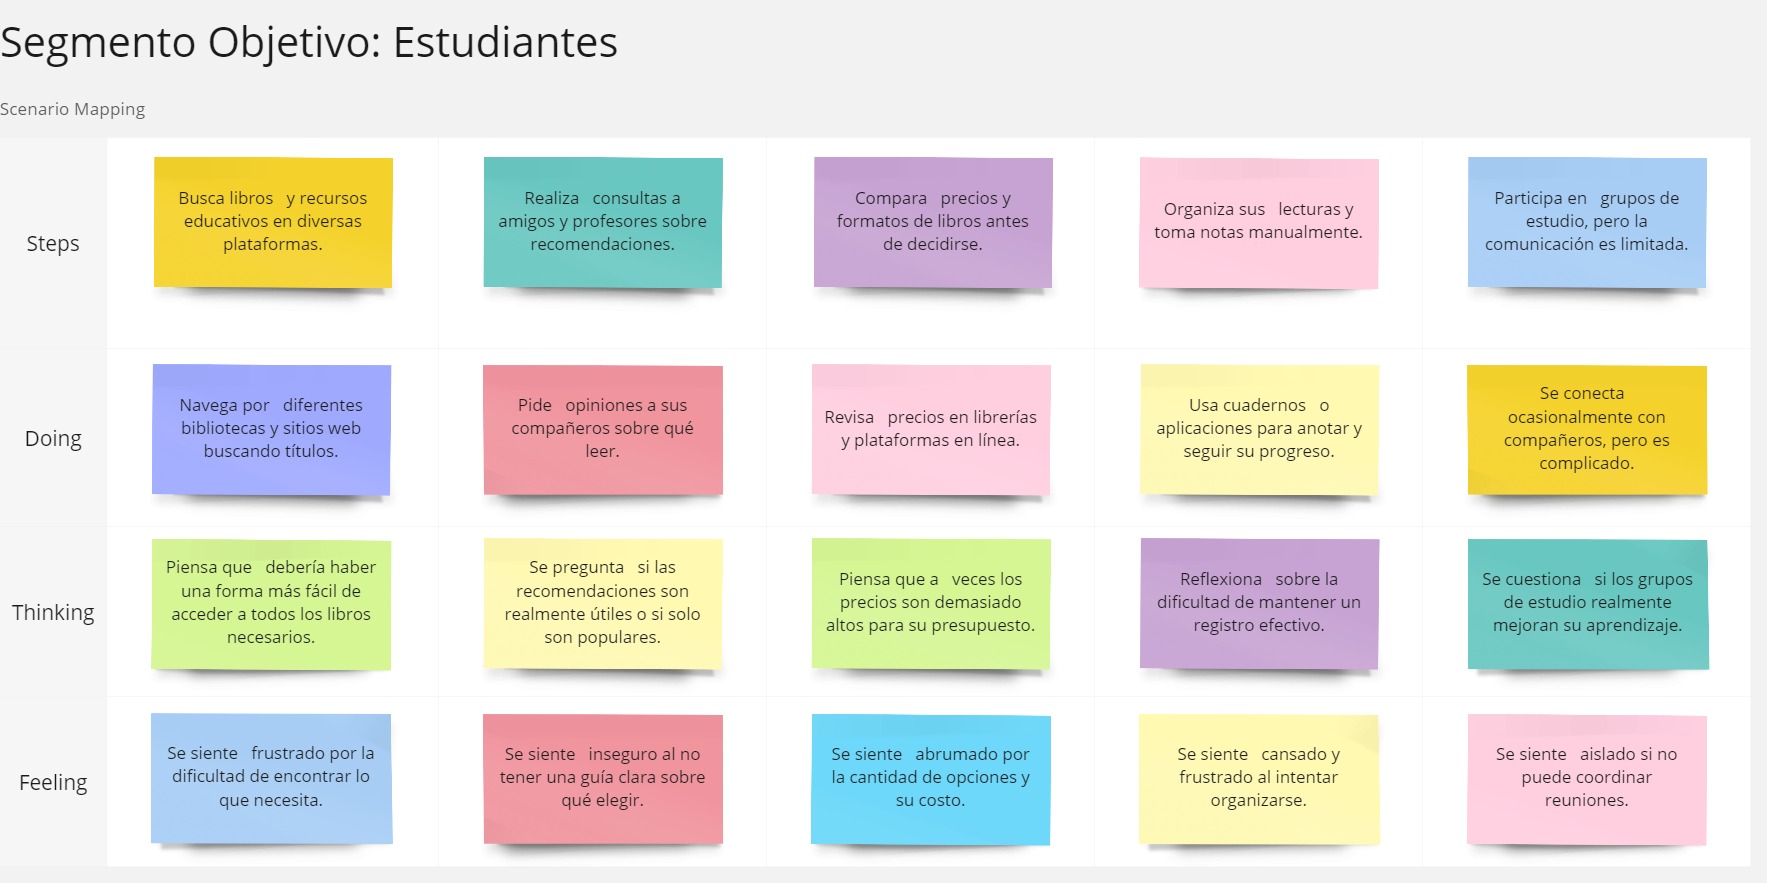 Segmento Objetivo: Estudiantes
Scenario Mapping
Steps
Busca libros   y recursos
educativos en diversas
plataformas.
Realiza   consultas a
amigos y profesores sobre
recomendaciones.
Compara   precios y
formatos de libros antes
de decidirse.
Organiza sus   lecturas y
toma notas manualmente.
Participa en   grupos de
estudio, pero la
comunicación es limitada.
Doing
Navega por   diferentes
bibliotecas y sitios web
buscando títulos.
Pide   opiniones a sus
compañeros sobre qué
leer.
Revisa   precios en librerías
y plataformas en línea.
Usa cuadernos   o
aplicaciones para anotar y
seguir su progreso.
Se conecta
ocasionalmente con
compañeros, pero es
complicado.
Thinking
Piensa que   debería haber
una forma más fácil de
acceder a todos los libros
necesarios.
Se pregunta   si las
recomendaciones son
realmente útiles o si solo
son populares.
Piensa que a   veces los
precios son demasiado
altos para su presupuesto.
Reflexiona   sobre la
dificultad de mantener un
registro efectivo.
Se cuestiona   si los grupos
de estudio realmente
mejoran su aprendizaje.
Feeling
Se siente   frustrado por la
dificultad de encontrar lo
que necesita.
Se siente   inseguro al no
tener una guía clara sobre
qué elegir.
Se siente   abrumado por
la cantidad de opciones y
su costo.
Se siente   cansado y
frustrado al intentar
organizarse.
Se siente   aislado si no
puede coordinar
reuniones.